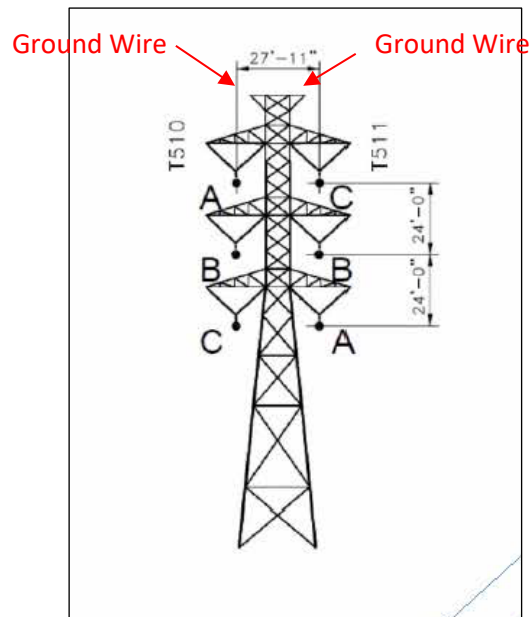 Ground Wire
Ground Wire
27'-11"
T510
T511
A
C
24'-0"
B
B
24'-0"
C
A